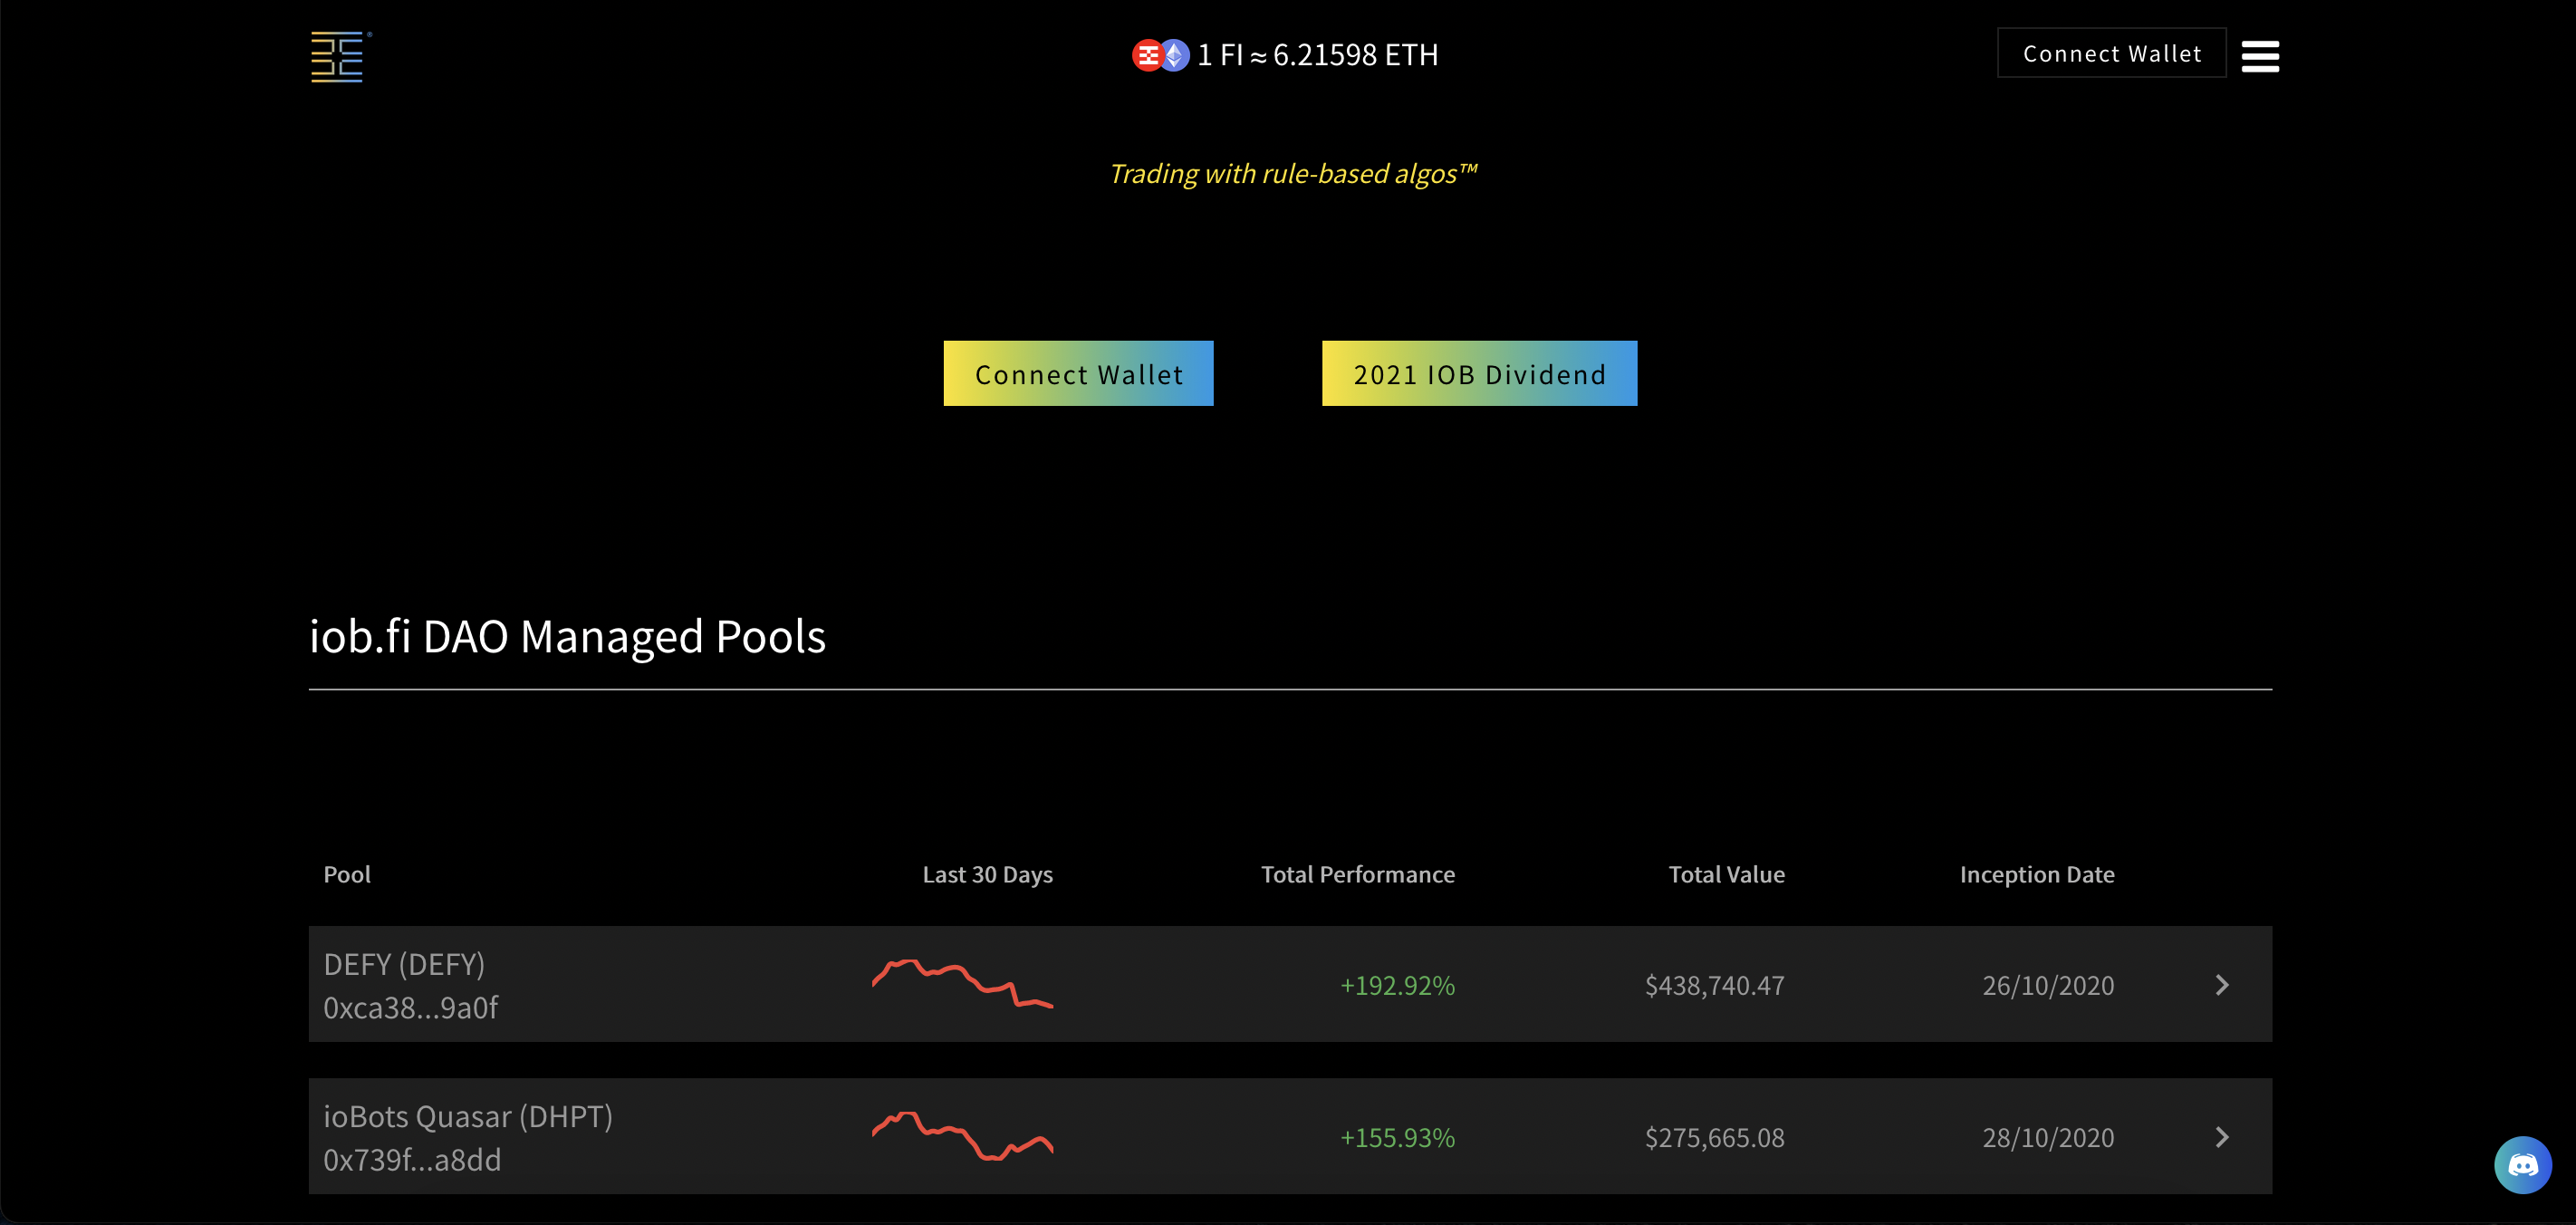 1 FI ≈ 6.21598 ETH
Connect Wallet
Trading with rule-based algos™
Connect Wallet
2021 IOB Dividend
iob.fi DAO Managed Pools
Pool Last 30 Days Total Performance Total Value Inception Date
DEFY (DEFY)
0xca38...9a0f
+192.92% $438,740.47 26/10/2020
ioBots Quasar (DHPT)
0x739f...a8dd
+155.93% $275,665.08 28/10/2020